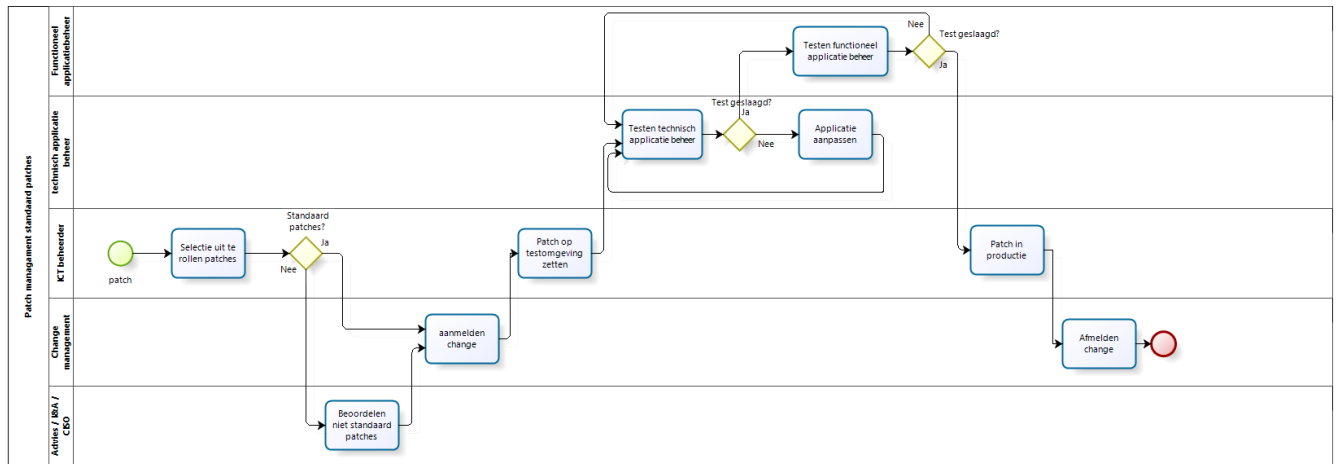 Patch managament standaard patches
Functioneel
applicatiebeheer
Testen functioneel
applicatie beheer
Nee
Test geslaagd?
Ja
technisch applicatie
beheer
Testen technisch
applicatie beheer
Test geslaagd?
Ja
Nee
Applicatie
aanpassen
ICT beheerder
patch
Selectie uit te
rollen patches
Standaard
patches?
Ja
Nee
Patch op
testomgeving
zetten
Patch in
productie
Change
management
aanmelden
change
Afmelden
change
Advies / I&A /
CISO
Beoordelen
niet standaard
patches